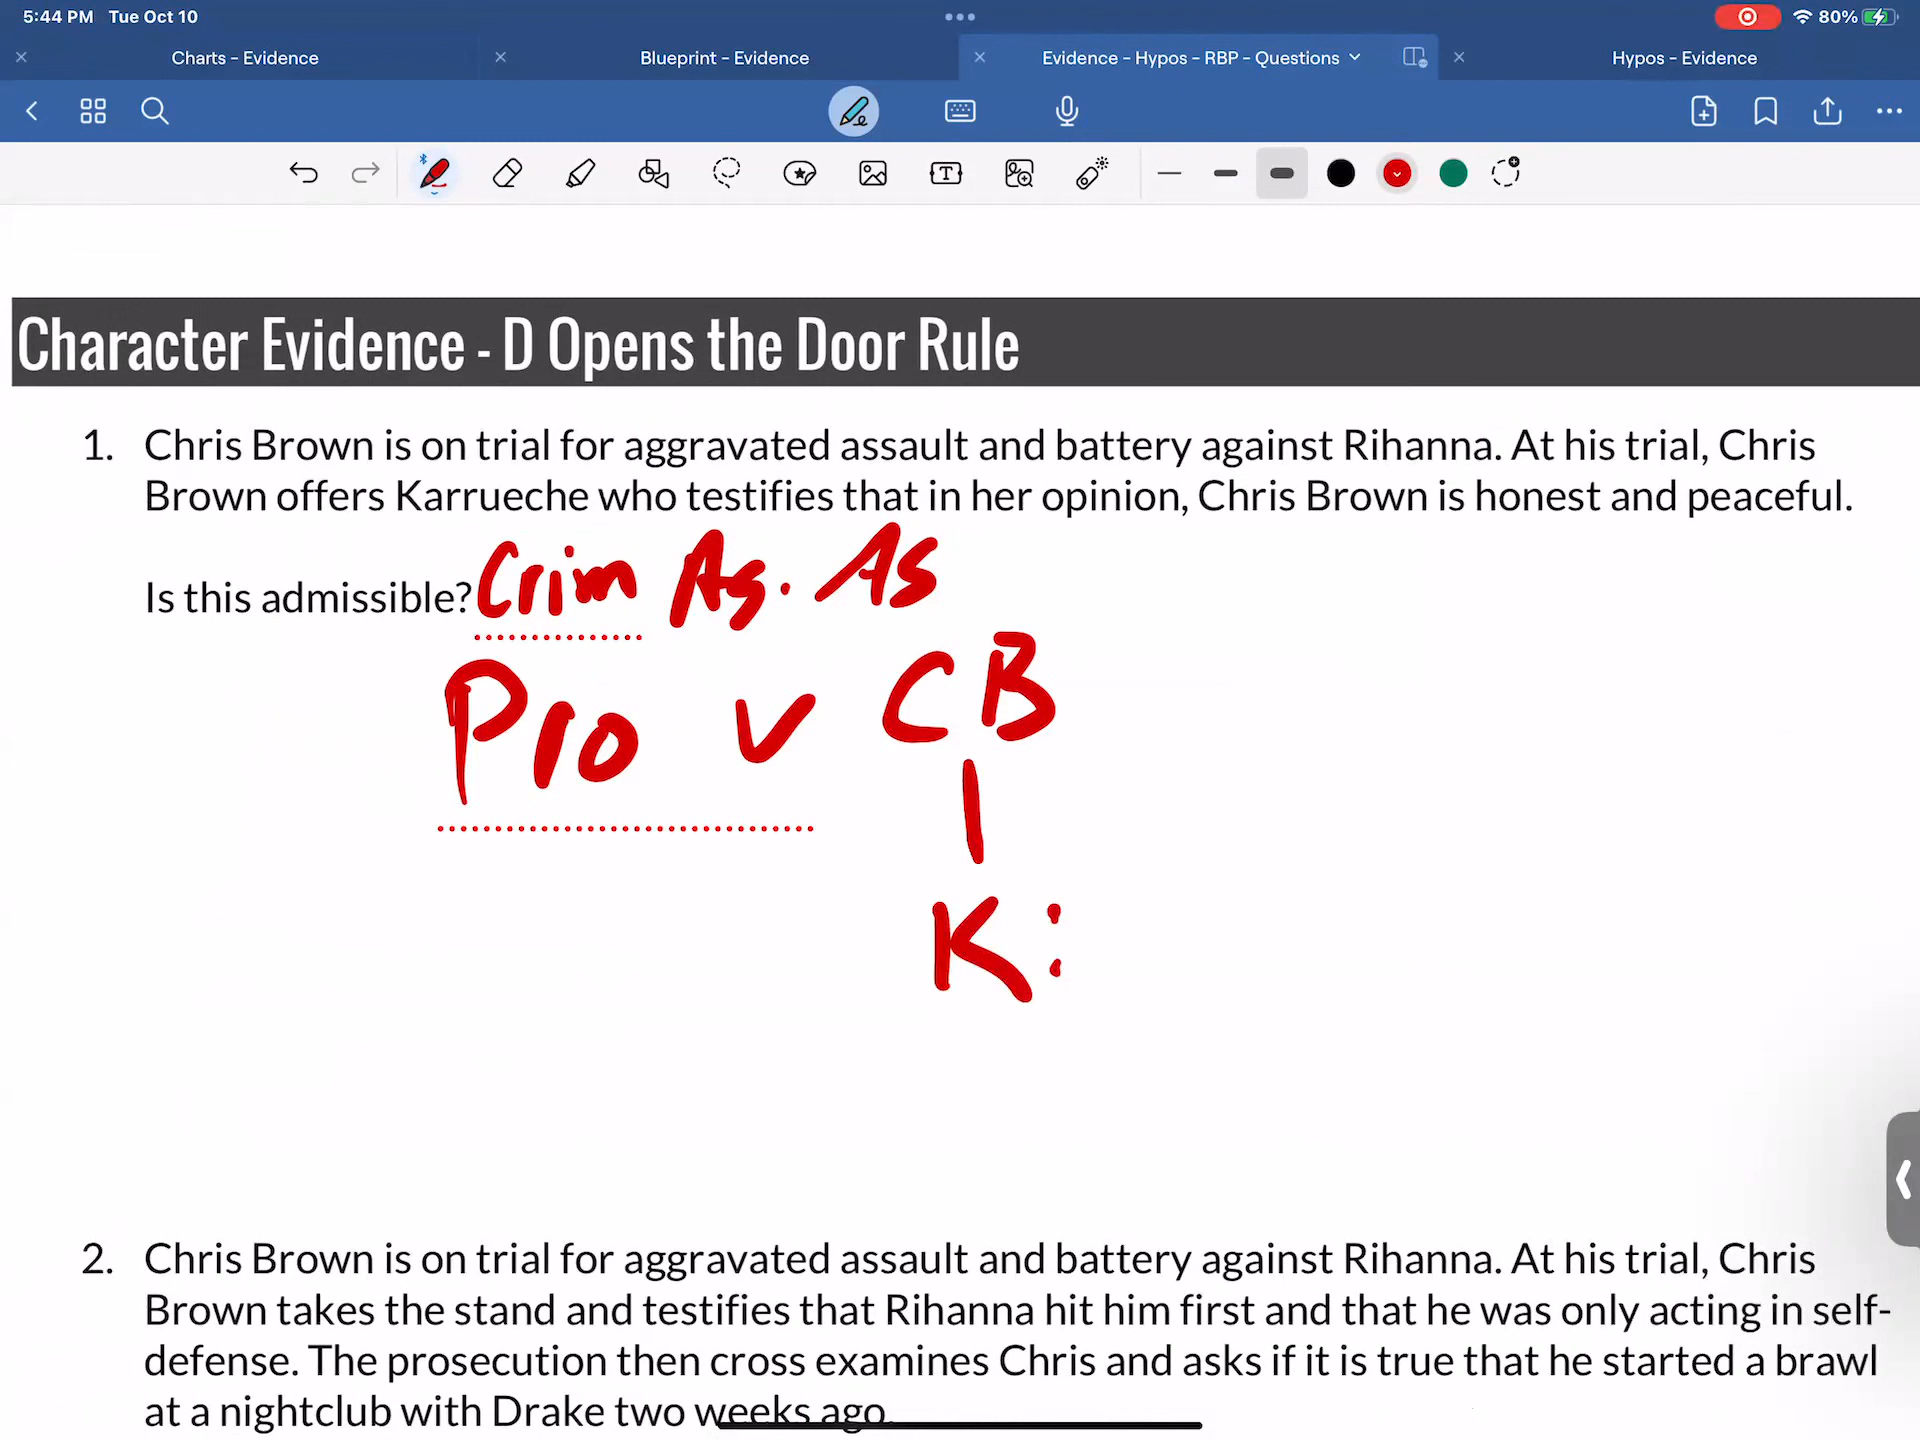 5:44 PM Tue Oct 10
80%
Charts - Evidence
Blueprint - Evidence
Evidence - Hypos - RBP - Questions
Hypos - Evidence
Character Evidence - D Opens the Door Rule
1. Chris Brown is on trial for aggravated assault and battery against Rihanna. At his trial, Chris
Brown offers Karrueche who testifies that in her opinion, Chris Brown is honest and peaceful.
Is this admissible? Crim Ag. As
Pro v CB
K:
2. Chris Brown is on trial for aggravated assault and battery against Rihanna. At his trial, Chris
Brown takes the stand and testifies that Rihanna hit him first and that he was only acting in self-
defense. The prosecution then cross examines Chris and asks if it is true that he started a brawl
at a nightclub with Drake two weeks ago.